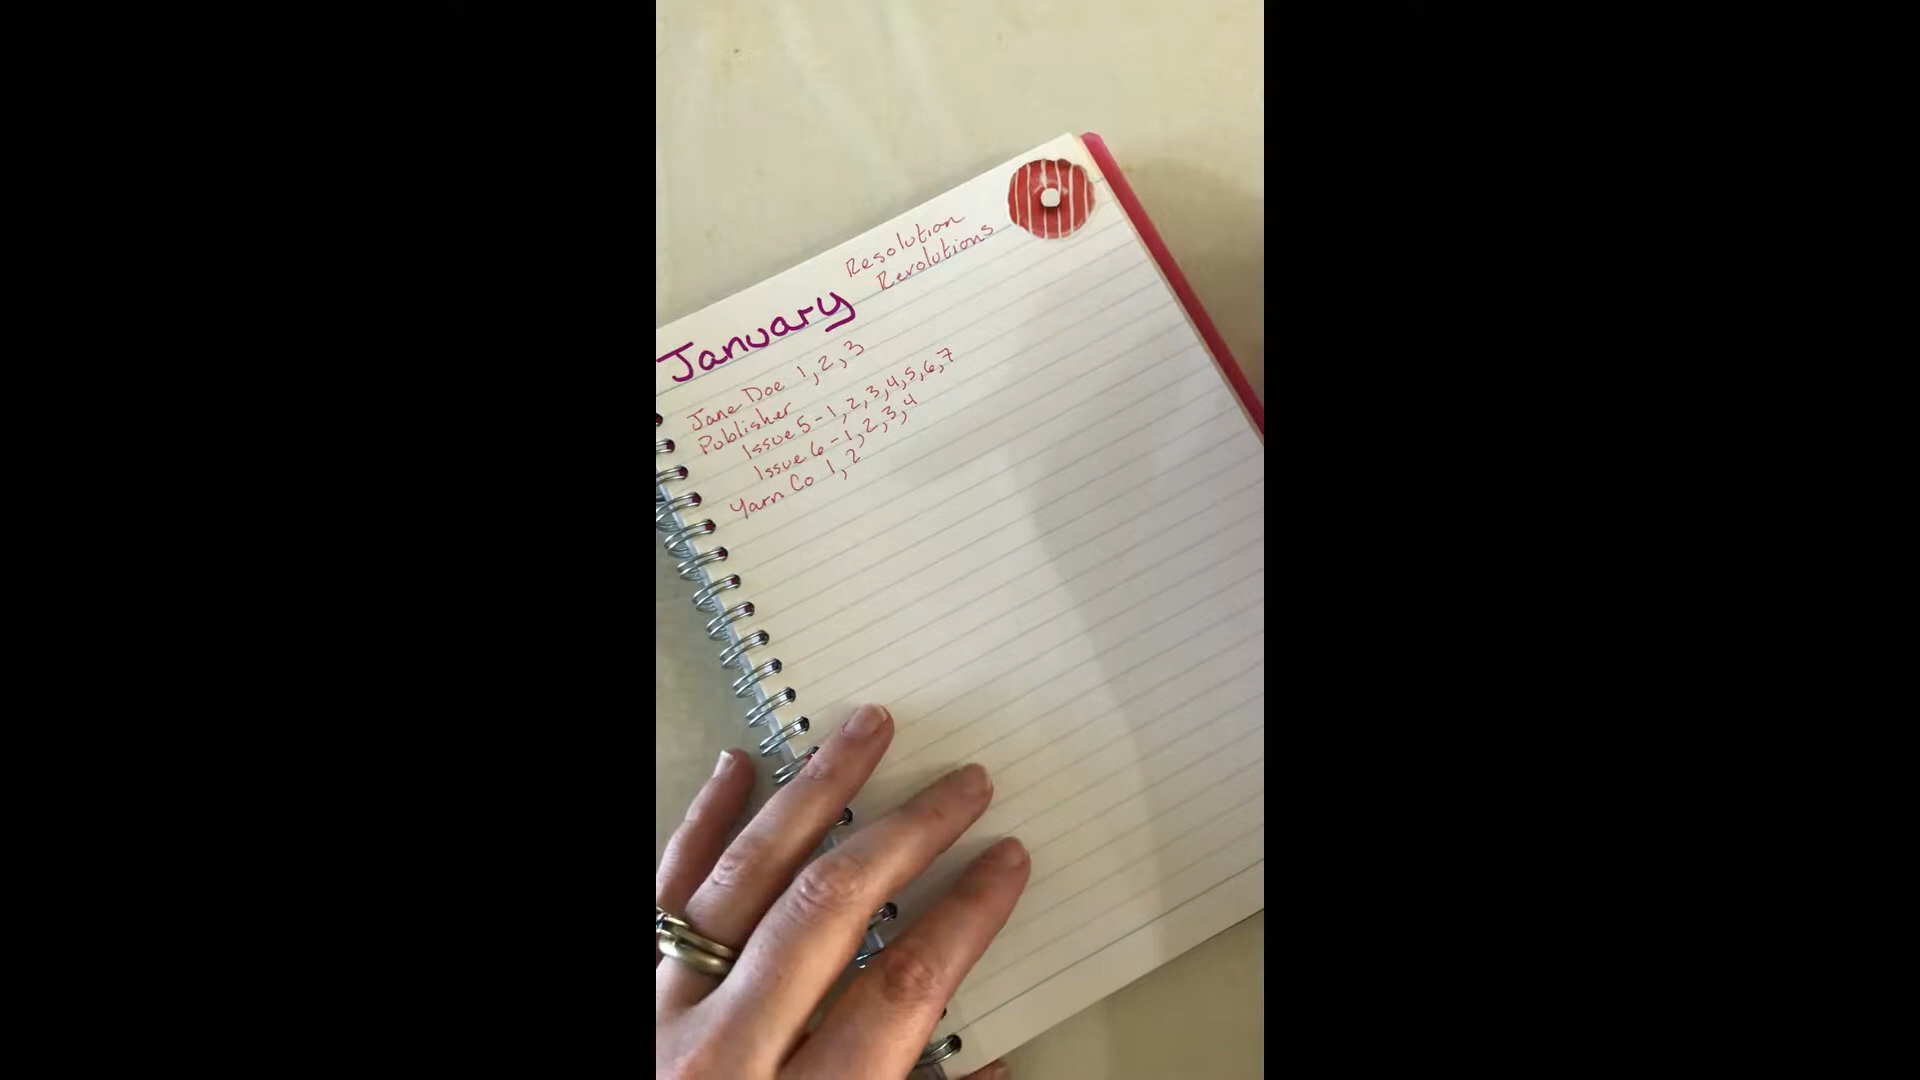 Resolution
Revolutions
January
Jane Doe 1, 2, 3
Publisher
Issue 5 - 1, 2, 3, 4, 5, 6, 7
Issue 6 - 1, 2, 3, 4
Yarn Co 1, 2